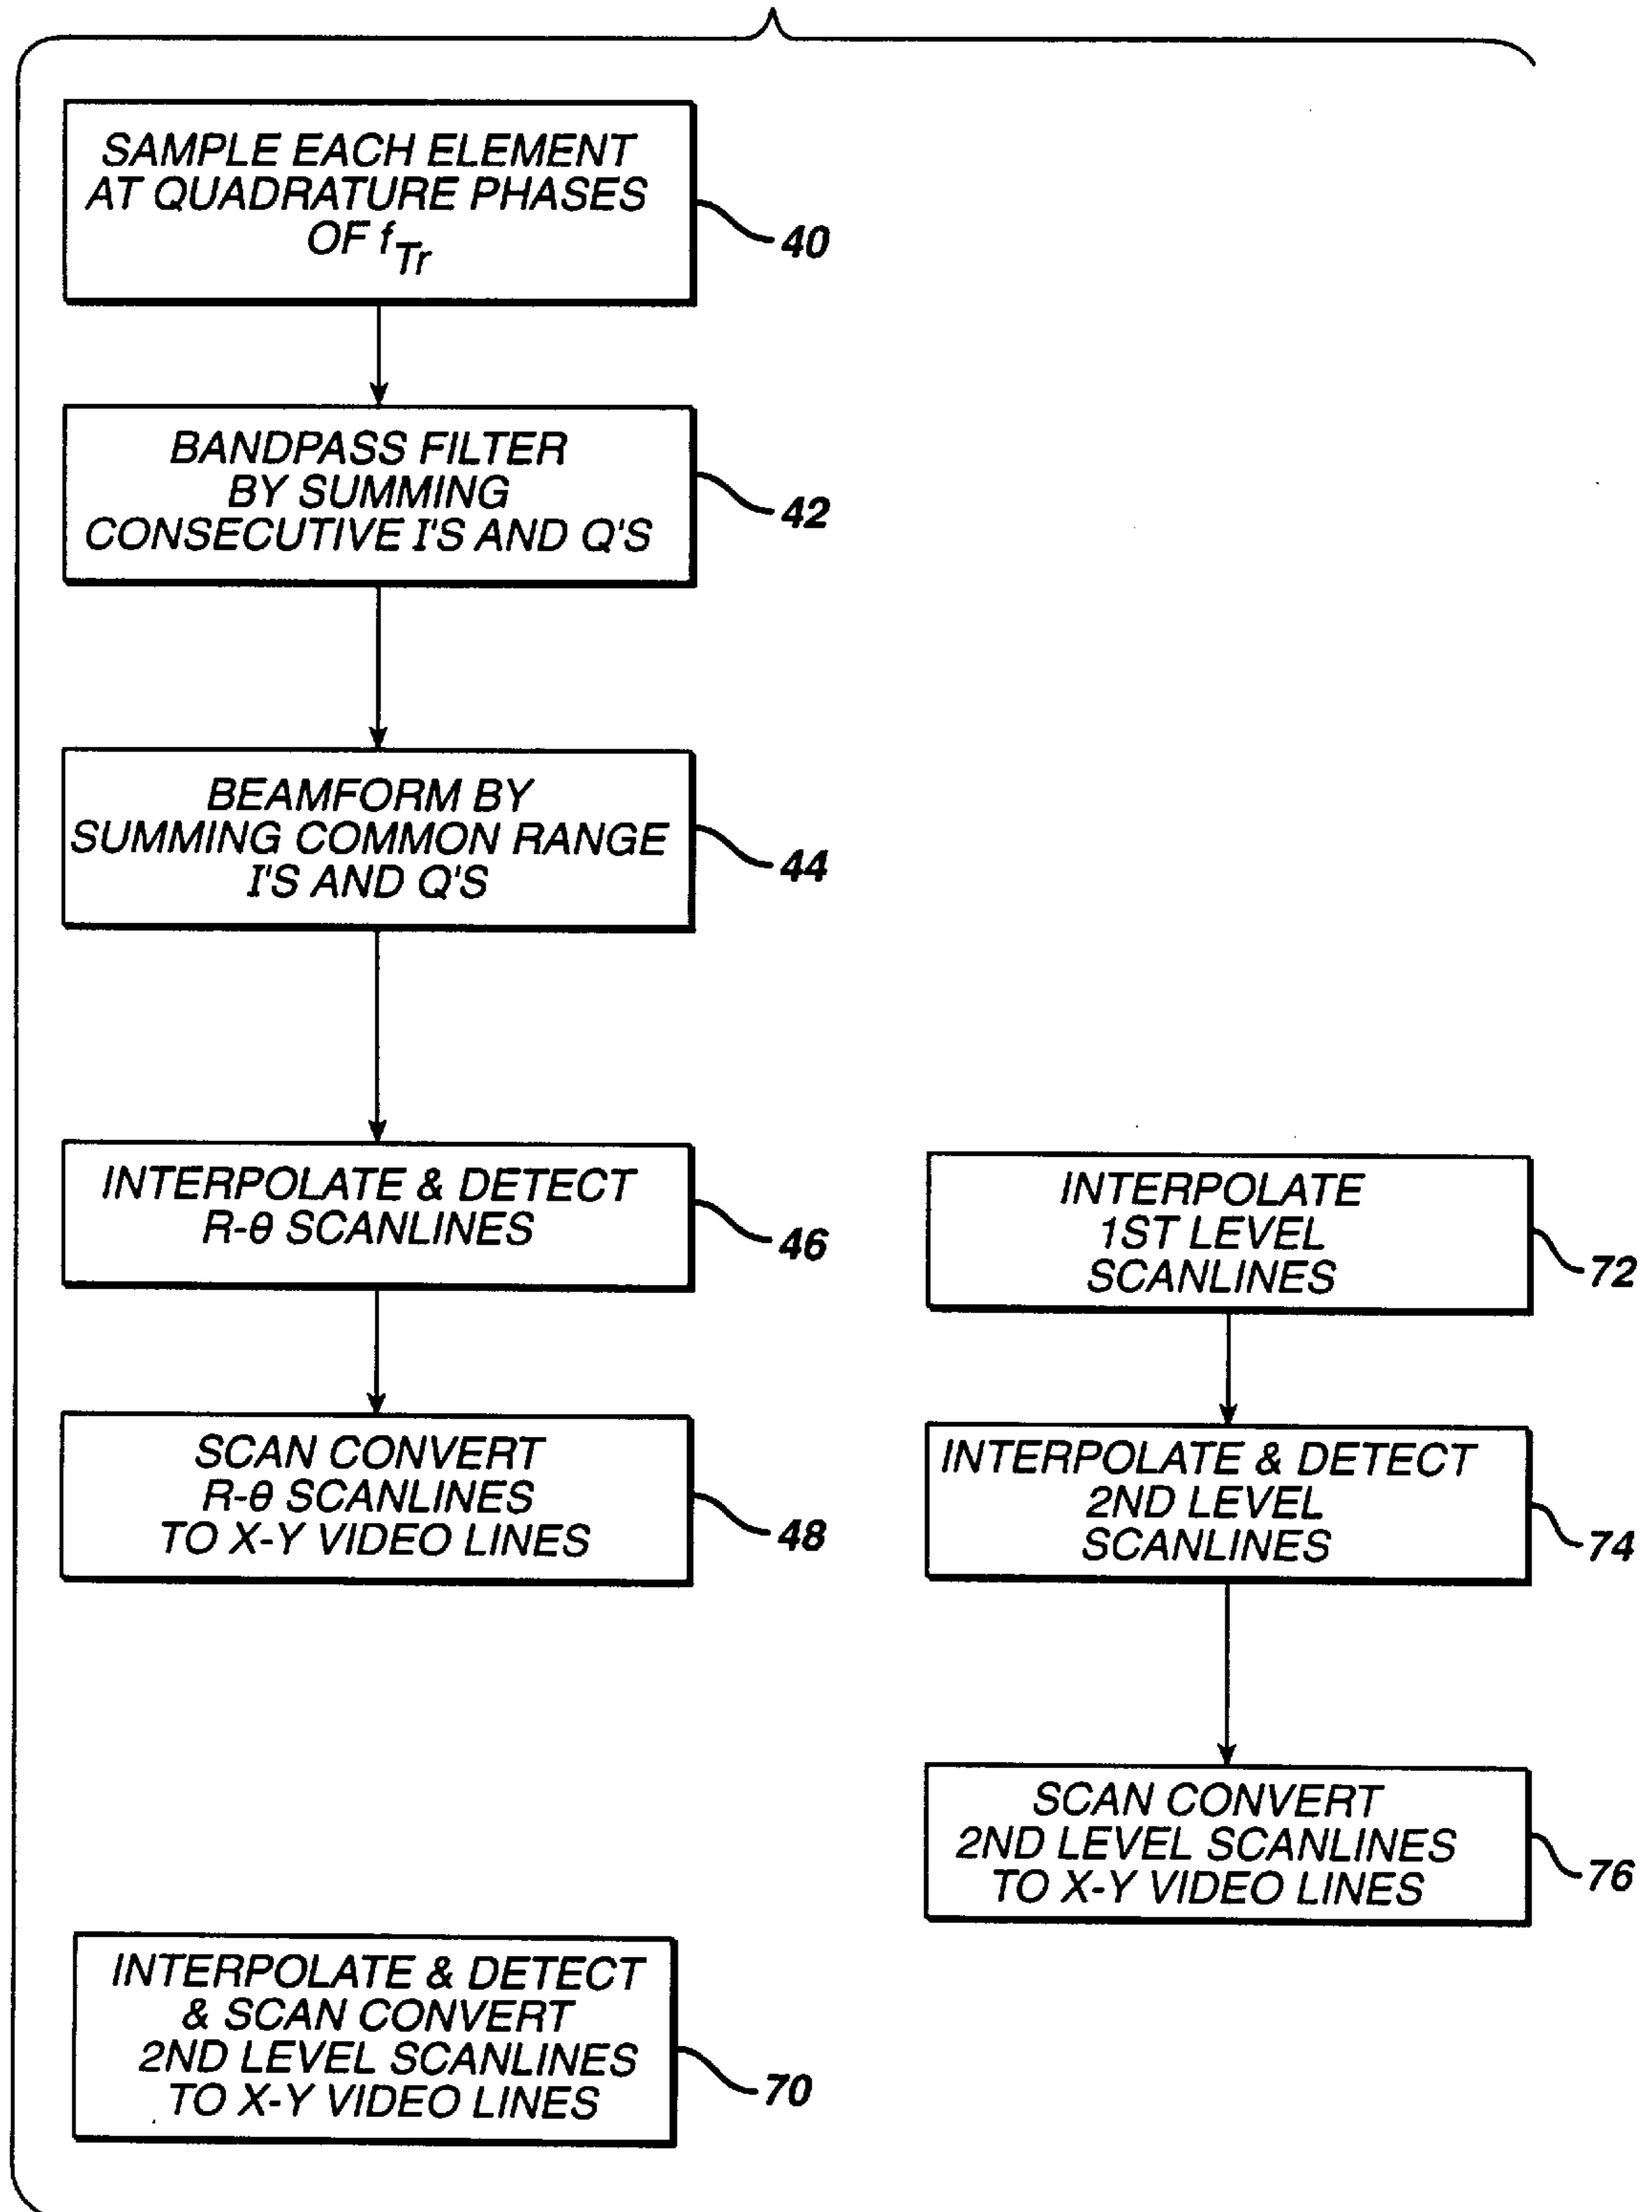 SAMPLE EACH ELEMENT
AT QUADRATURE PHASES
OF fTr
40
BANDPASS FILTER
BY SUMMING
CONSECUTIVE I'S AND Q'S
42
BEAMFORM BY
SUMMING COMMON RANGE
I'S AND Q'S
44
INTERPOLATE & DETECT
R-θ SCANLINES
46
SCAN CONVERT
R-θ SCANLINES
TO X-Y VIDEO LINES
48
INTERPOLATE
1ST LEVEL
SCANLINES
72
INTERPOLATE & DETECT
2ND LEVEL
SCANLINES
74
SCAN CONVERT
2ND LEVEL SCANLINES
TO X-Y VIDEO LINES
76
INTERPOLATE & DETECT
& SCAN CONVERT
2ND LEVEL SCANLINES
TO X-Y VIDEO LINES
70